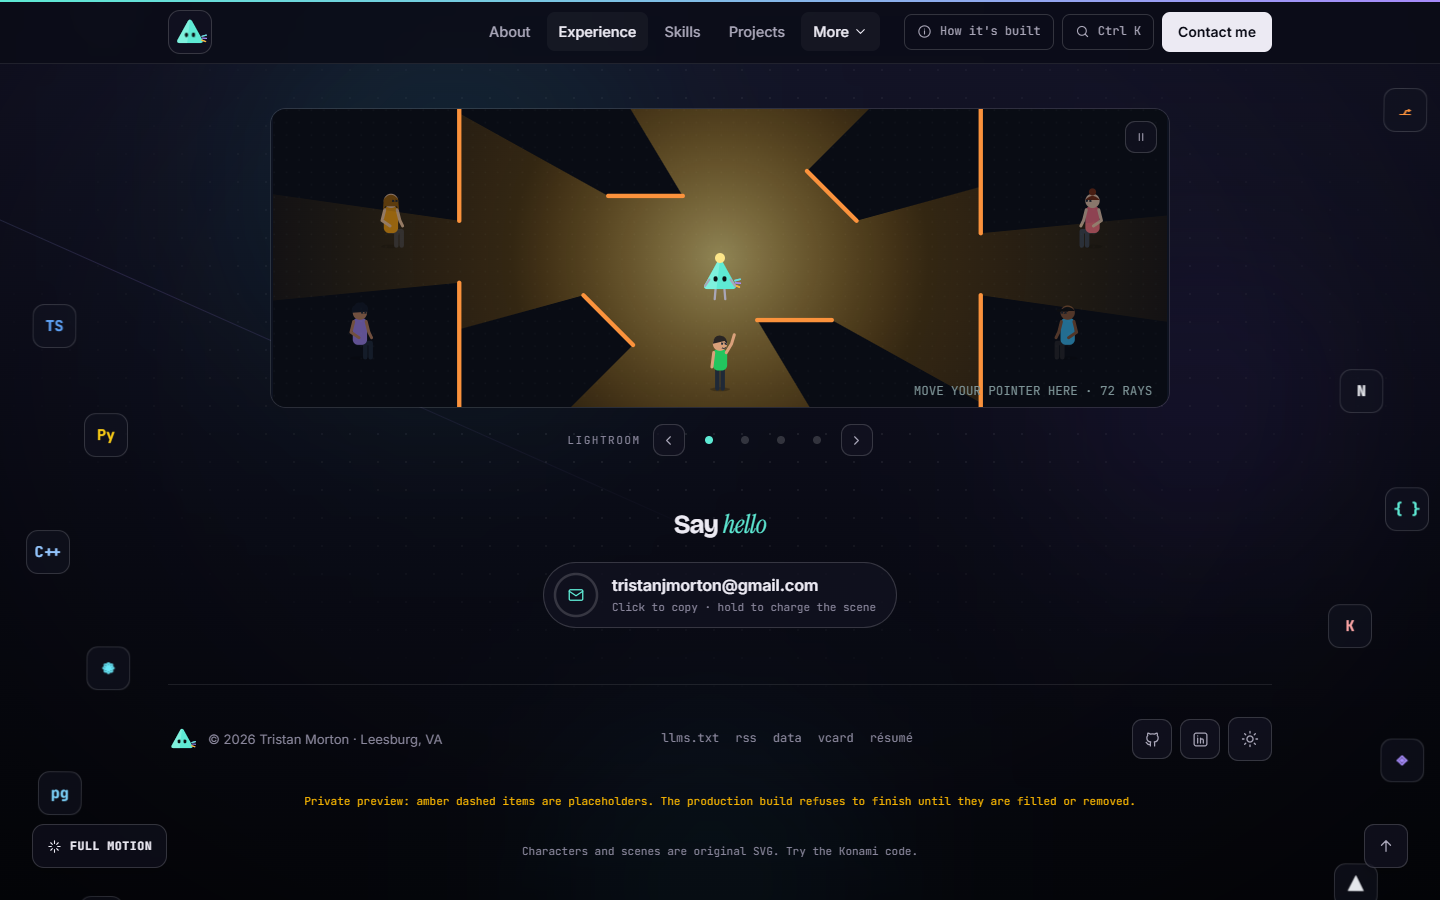 About Experience Skills Projects More How it's built Ctrl K Contact me
MOVE YOUR POINTER HERE · 72 RAYS
TS
N
Py
LIGHTROOM
{ }
Say hello
C++
tristanjmorton@gmail.com
Click to copy · hold to charge the scene
K
© 2026 Tristan Morton · Leesburg, VA llms.txt rss data vcard résumé
pg
Private preview: amber dashed items are placeholders. The production build refuses to finish until they are filled or removed.
FULL MOTION
Characters and scenes are original SVG. Try the Konami code.